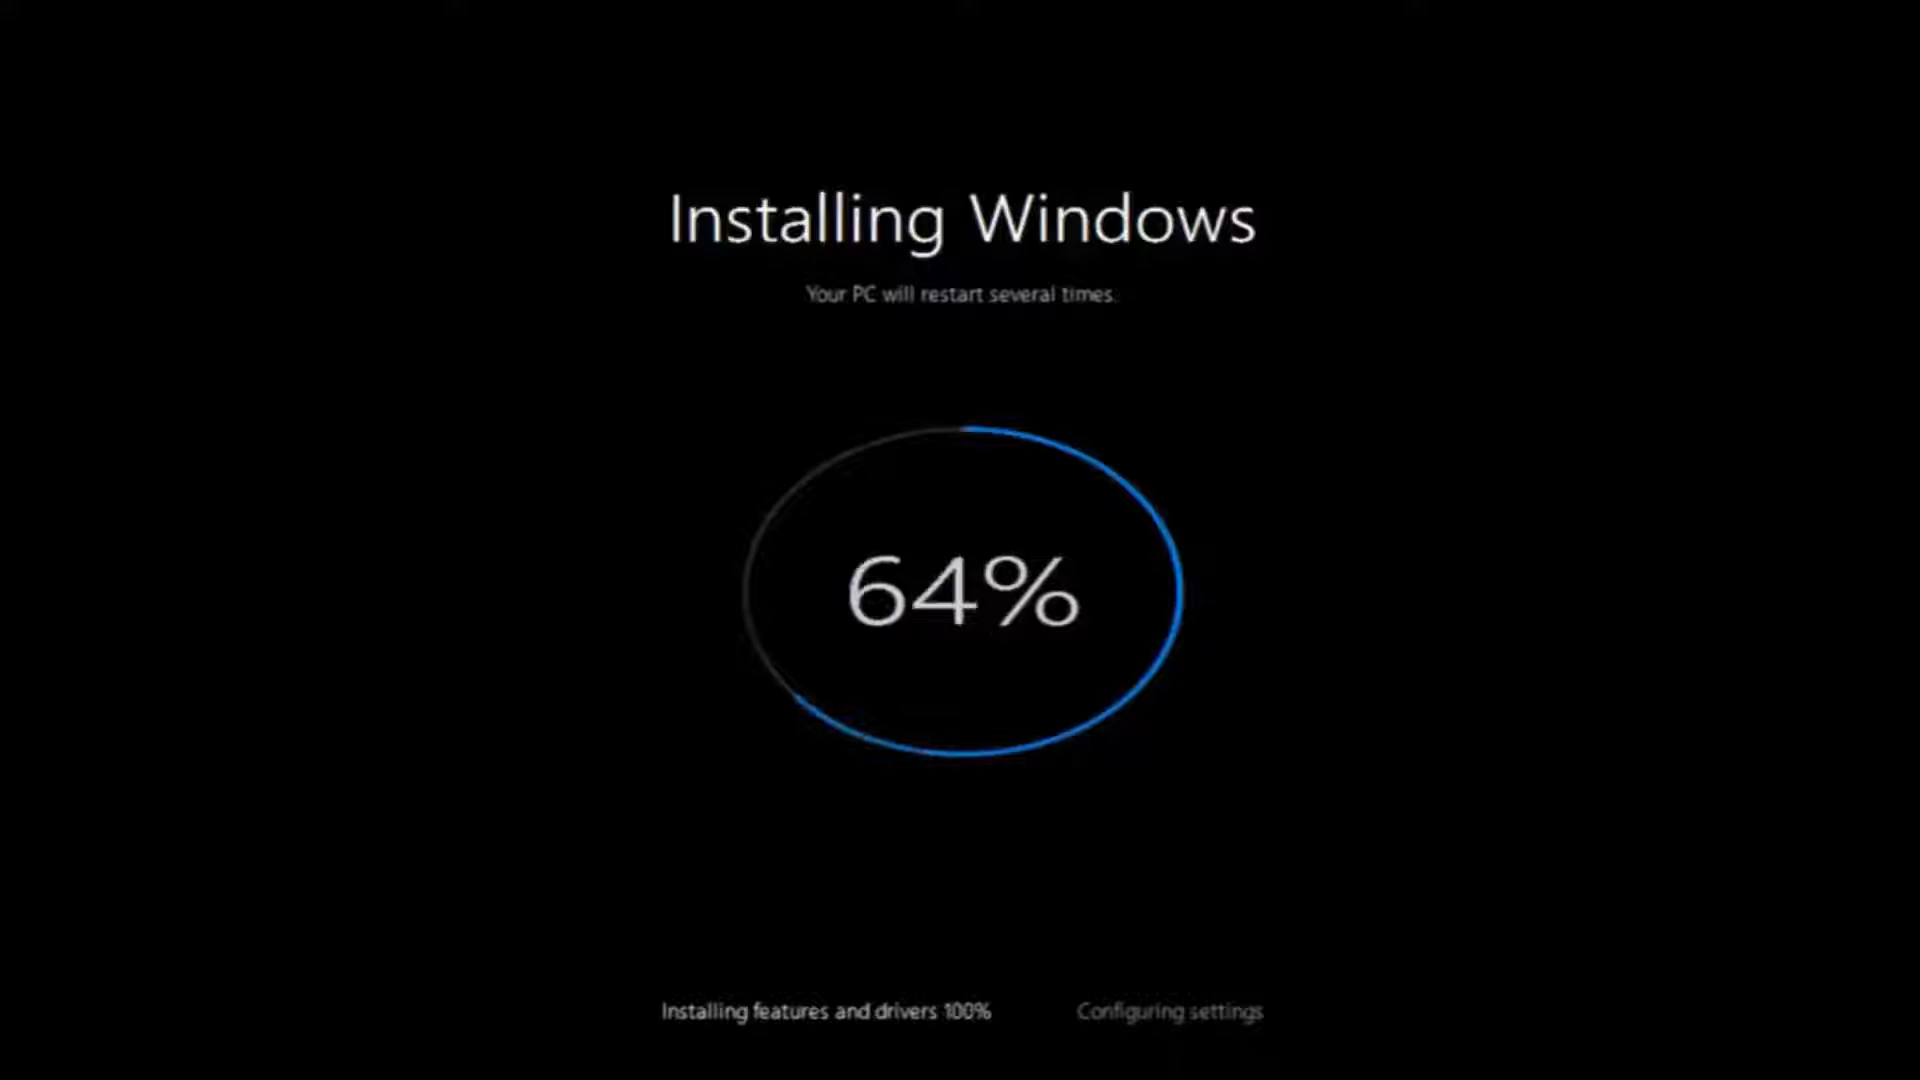 Installing Windows
Your PC will restart several times.
64%
Installing features and drivers 100%
Configuring settings